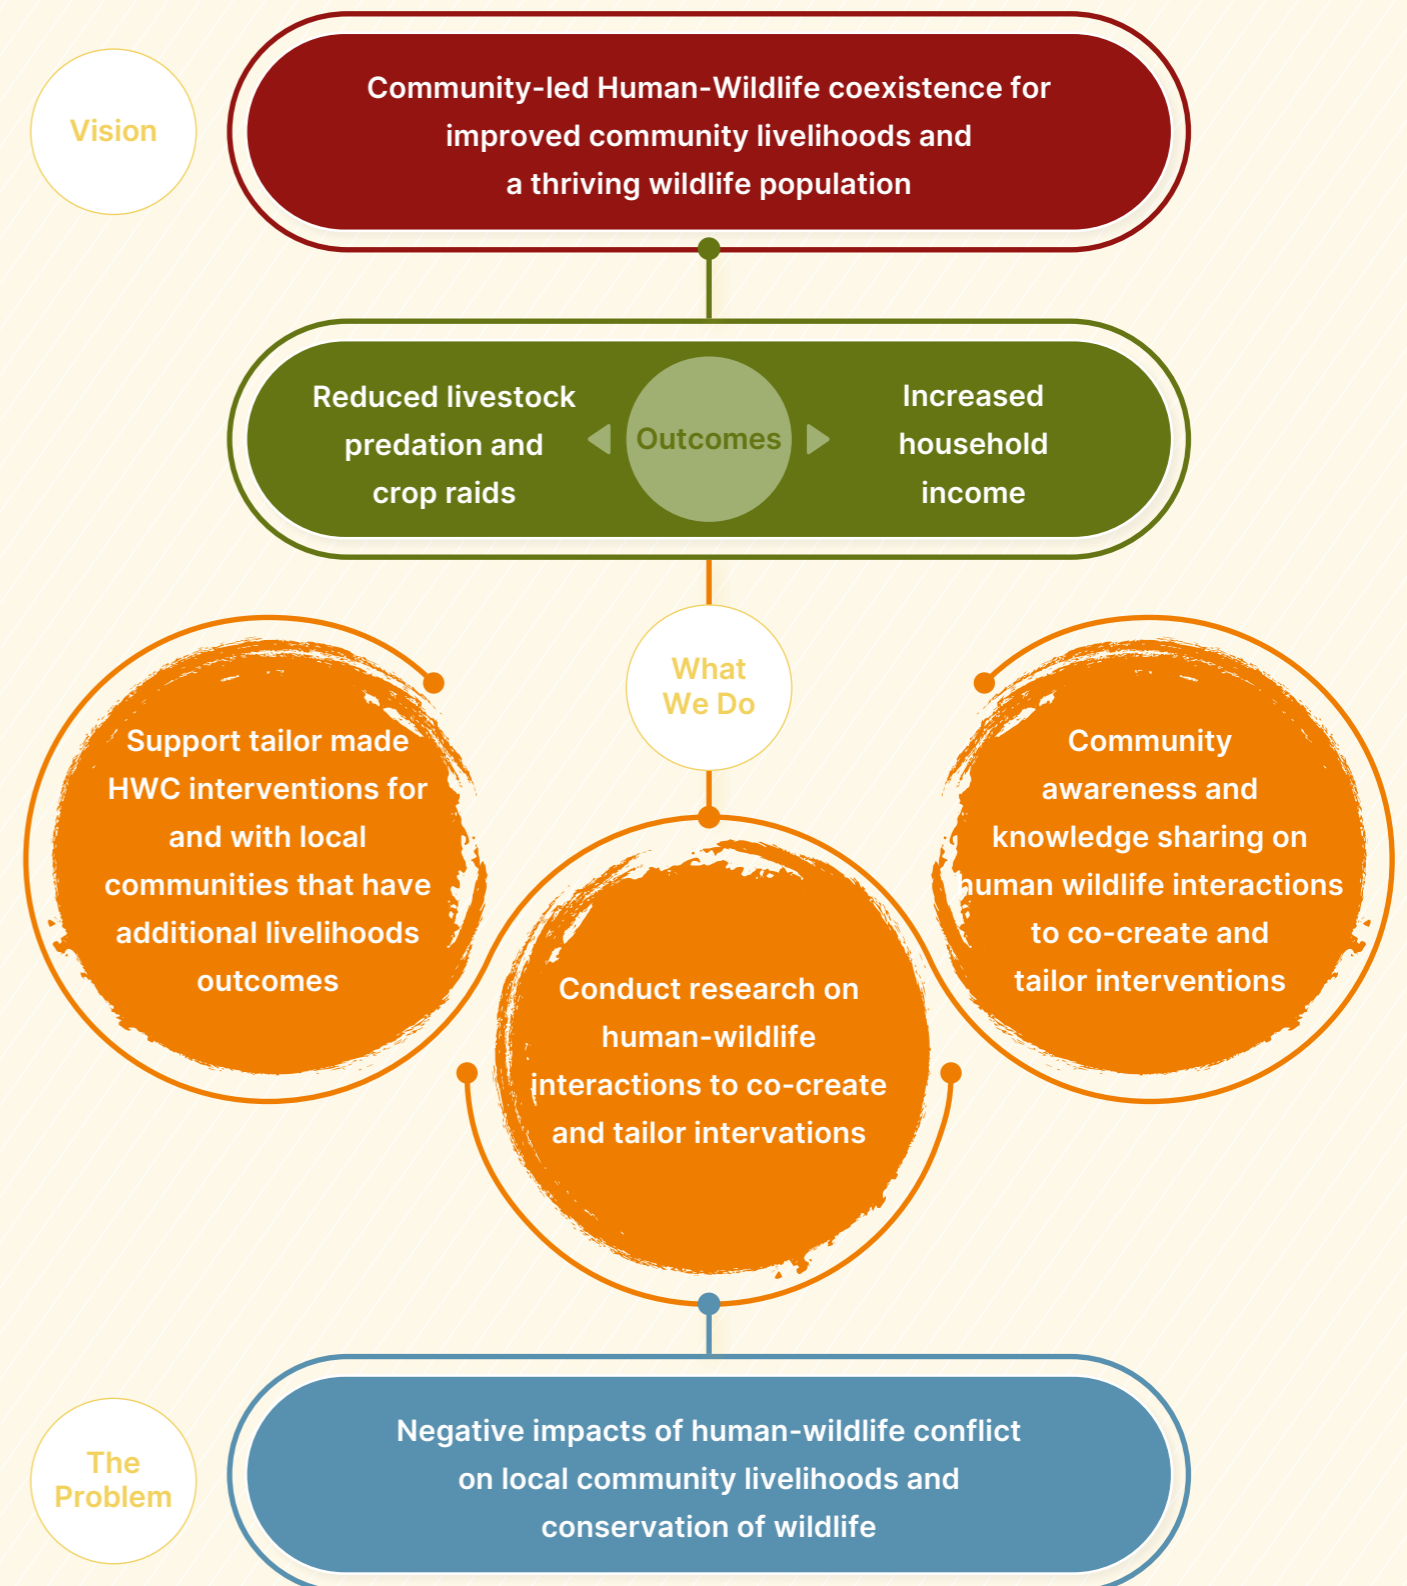 Vision
Community-led Human-Wildlife coexistence for
improved community livelihoods and
a thriving wildlife population
Reduced livestock
predation and
crop raids
Outcomes
Increased
household
income
What
We Do
Support tailor made
HWC interventions for
and with local
communities that have
additional livelihoods
outcomes
Conduct research on
human-wildlife
interactions to co-create
and tailor intervations
Community
awareness and
knowledge sharing on
human wildlife interactions
to co-create and
tailor interventions
The
Problem
Negative impacts of human-wildlife conflict
on local community livelihoods and
conservation of wildlife